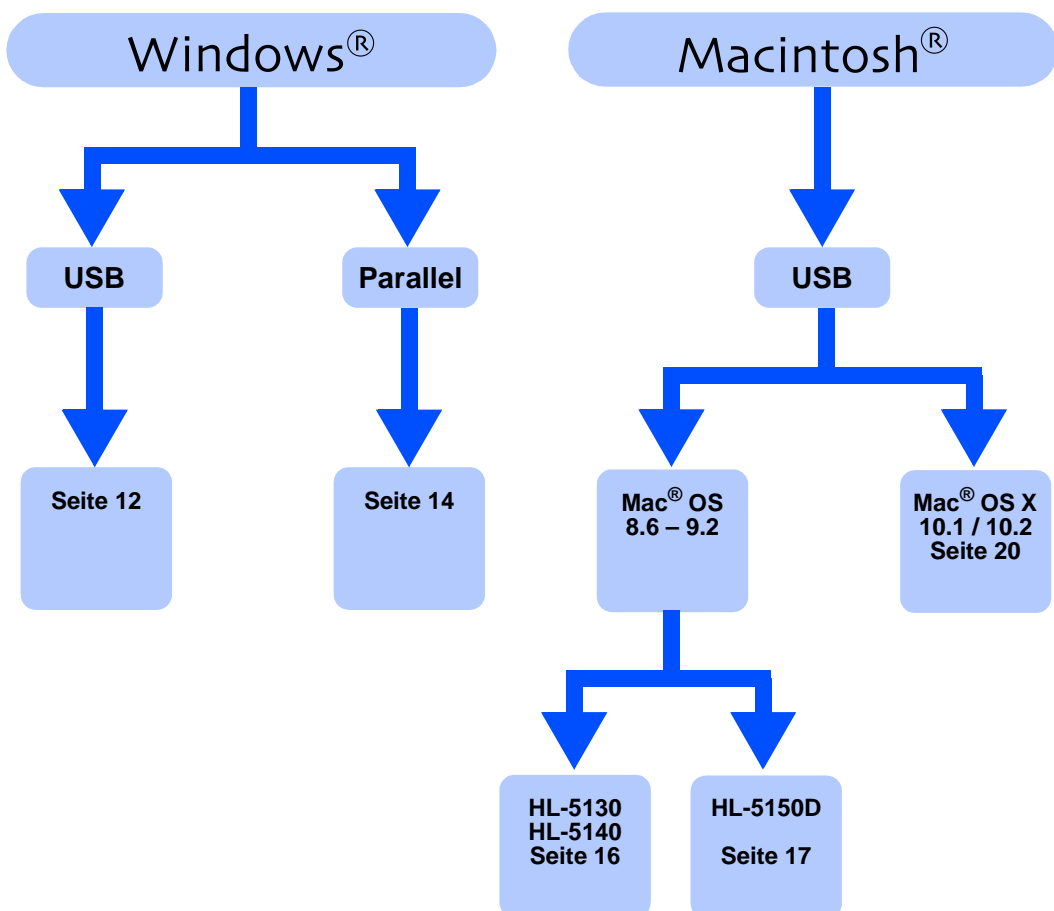 Windows®
Macintosh®
USB
Parallel
USB
Seite 12
Seite 14
Mac® OS
8.6 – 9.2
Mac® OS X
10.1 / 10.2
Seite 20
HL-5130
HL-5140
Seite 16
HL-5150D
Seite 17